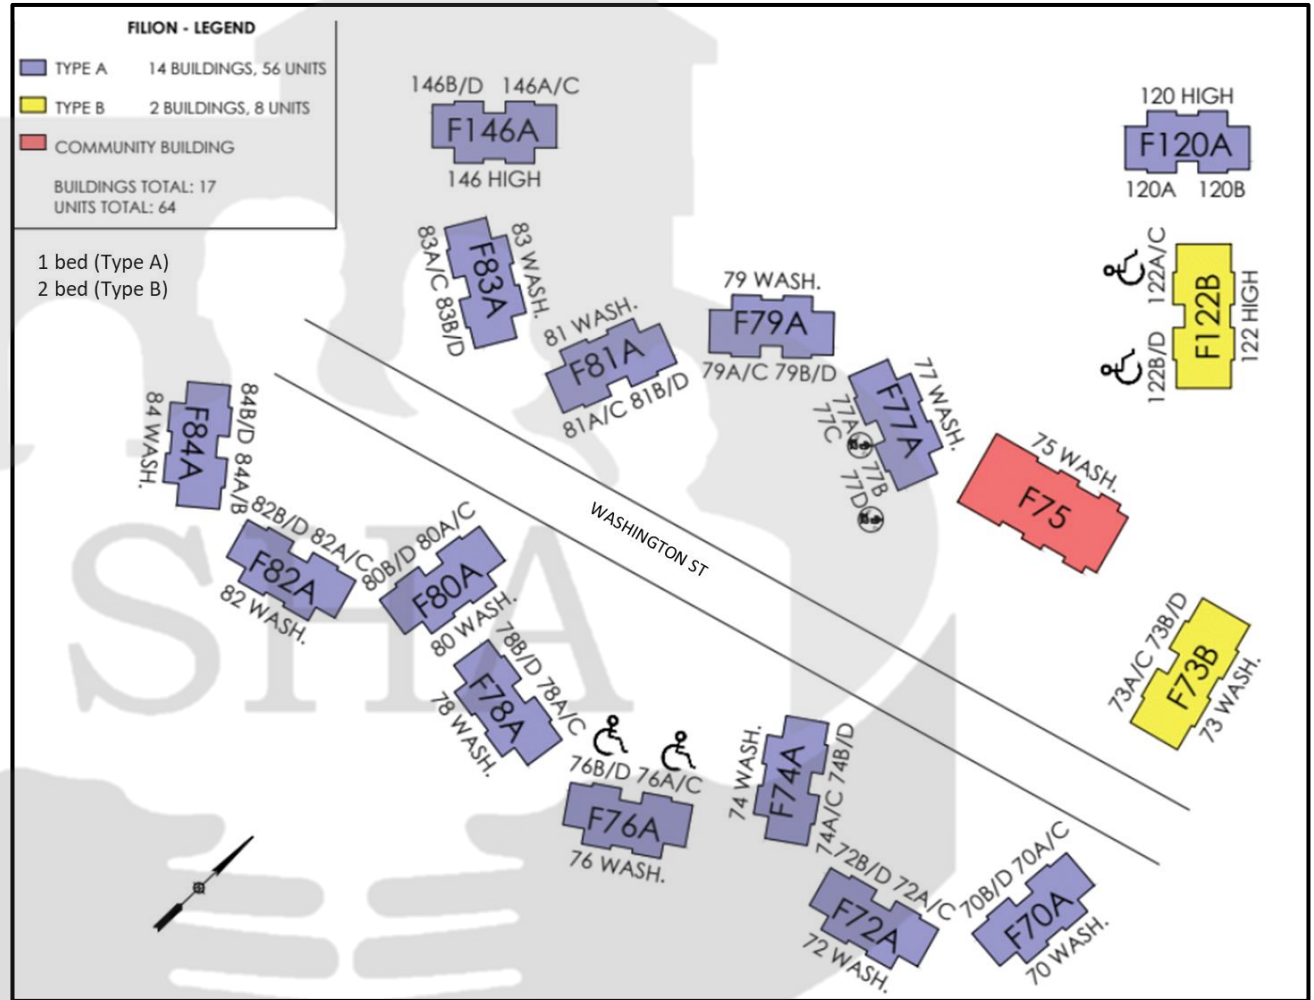 FILION - LEGEND
TYPE A 14 BUILDINGS, 56 UNITS
TYPE B 2 BUILDINGS, 8 UNITS
COMMUNITY BUILDING
BUILDINGS TOTAL: 17
UNITS TOTAL: 64
1 bed (Type A)
2 bed (Type B)
146B/D 146A/C
F146A
146 HIGH
120 HIGH
F120A
120A 120B
83A/C 83B/D
F83A
83 WASH.
81 WASH.
F81A
81A/C 81B/D
79 WASH.
F79A
79A/C 79B/D
77 WASH.
F77A
77A
77C
77B
77D
122A/C
122B/D
F122B
122 HIGH
75 WASH.
F75
84 WASH.
F84A
84B/D 84A/B
82B/D 82A/C
F82A
82 WASH.
80B/D 80A/C
F80A
80 WASH.
WASHINGTON ST
78B/D 78A/C
F78A
78 WASH.
76B/D 76A/C
F76A
76 WASH.
74 WASH.
F74A
74A/C 74B/D
73A/C 73B/D
F73B
73 WASH.
72B/D 72A/C
F72A
72 WASH.
70B/D 70A/C
F70A
70 WASH.
SHA